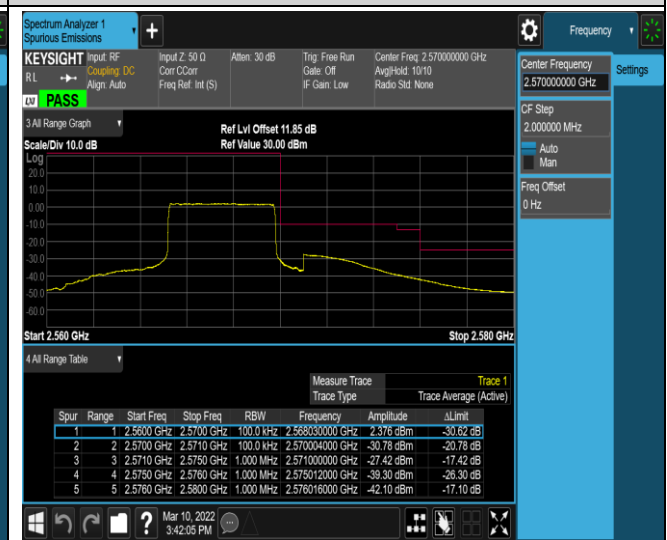 Spectrum Analyzer 1
Spurious Emissions
Frequency
KEYSIGHT
R L
LXI
PASS
Input: RF
Coupling: DC
Align: Auto
Input Z: 50 Ω
Corr CCorr
Freq Ref: Int (S)
Atten: 30 dB
Trig: Free Run
Gate: Off
IF Gain: Low
Center Freq: 2.570000000 GHz
Avg|Hold: 10/10
Radio Std: None
Center Frequency
2.570000000 GHz
Settings
CF Step
2.000000 MHz
Auto
Man
Freq Offset
0 Hz
3 All Range Graph
Scale/Div 10.0 dB
Ref Lvl Offset 11.85 dB
Ref Value 30.00 dBm
Log
20.0
10.0
0.00
-10.0
-20.0
-30.0
-40.0
-50.0
-60.0
Start 2.560 GHz
Stop 2.580 GHz
4 All Range Table
Measure Trace Trace 1
Trace Type Trace Average (Active)
Spur Range Start Freq Stop Freq RBW Frequency Amplitude ΔLimit
1 1 2.5600 GHz 2.5700 GHz 100.0 kHz 2.568030000 GHz 2.376 dBm -30.62 dB
2 2 2.5700 GHz 2.5710 GHz 100.0 kHz 2.570004000 GHz -30.78 dBm -20.78 dB
3 3 2.5710 GHz 2.5750 GHz 1.000 MHz 2.571000000 GHz -27.42 dBm -17.42 dB
4 4 2.5750 GHz 2.5760 GHz 1.000 MHz 2.575012000 GHz -39.30 dBm -26.30 dB
5 5 2.5760 GHz 2.5800 GHz 1.000 MHz 2.576016000 GHz -42.10 dBm -17.10 dB
Mar 10, 2022
3:42:05 PM